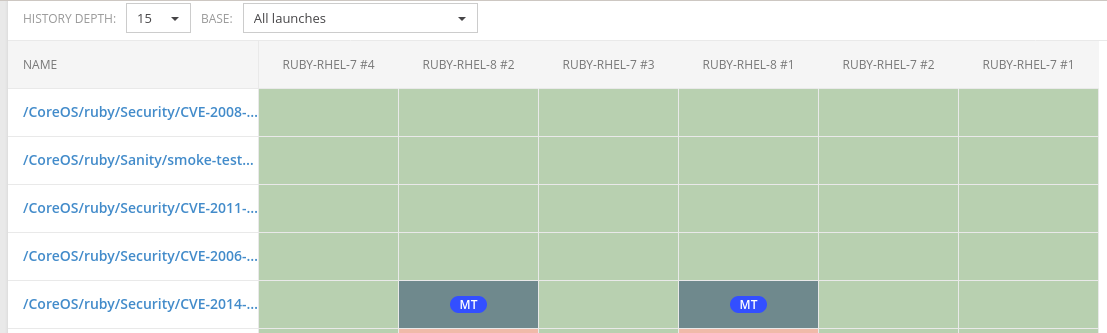 HISTORY DEPTH: 15 BASE: All launches
NAME RUBY-RHEL-7 #4 RUBY-RHEL-8 #2 RUBY-RHEL-7 #3 RUBY-RHEL-8 #1 RUBY-RHEL-7 #2 RUBY-RHEL-7 #1
/CoreOS/ruby/Security/CVE-2008-...
/CoreOS/ruby/Sanity/smoke-test...
/CoreOS/ruby/Security/CVE-2011-...
/CoreOS/ruby/Security/CVE-2006-...
/CoreOS/ruby/Security/CVE-2014-... MT MT